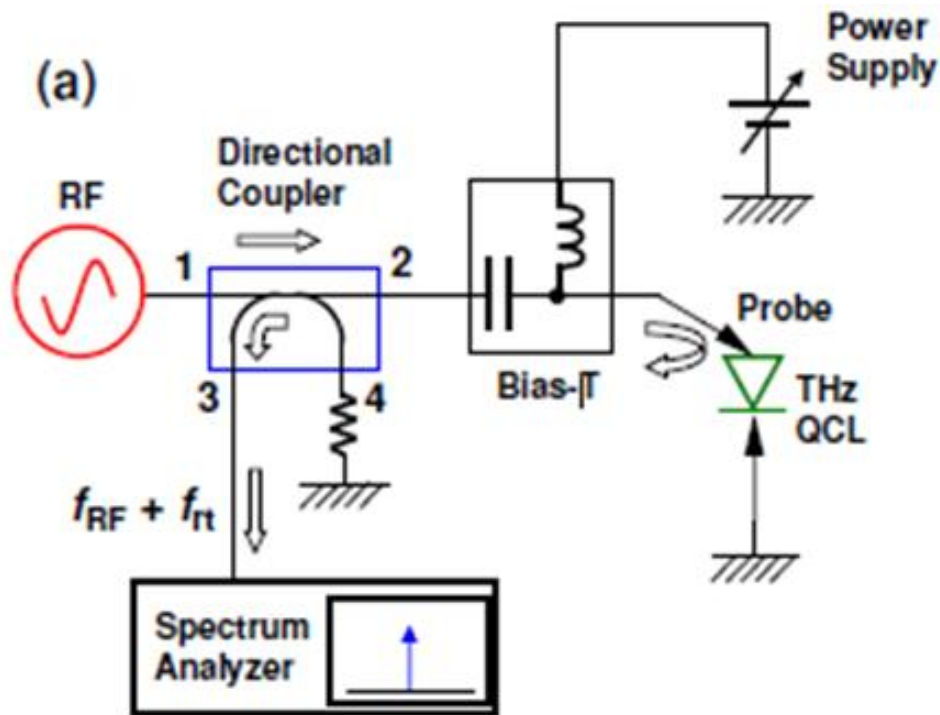 (a)
Power
Supply
Directional
Coupler
RF
1
2
Probe
3
4
Bias-T
THz
QCL
fRF + frt
Spectrum
Analyzer